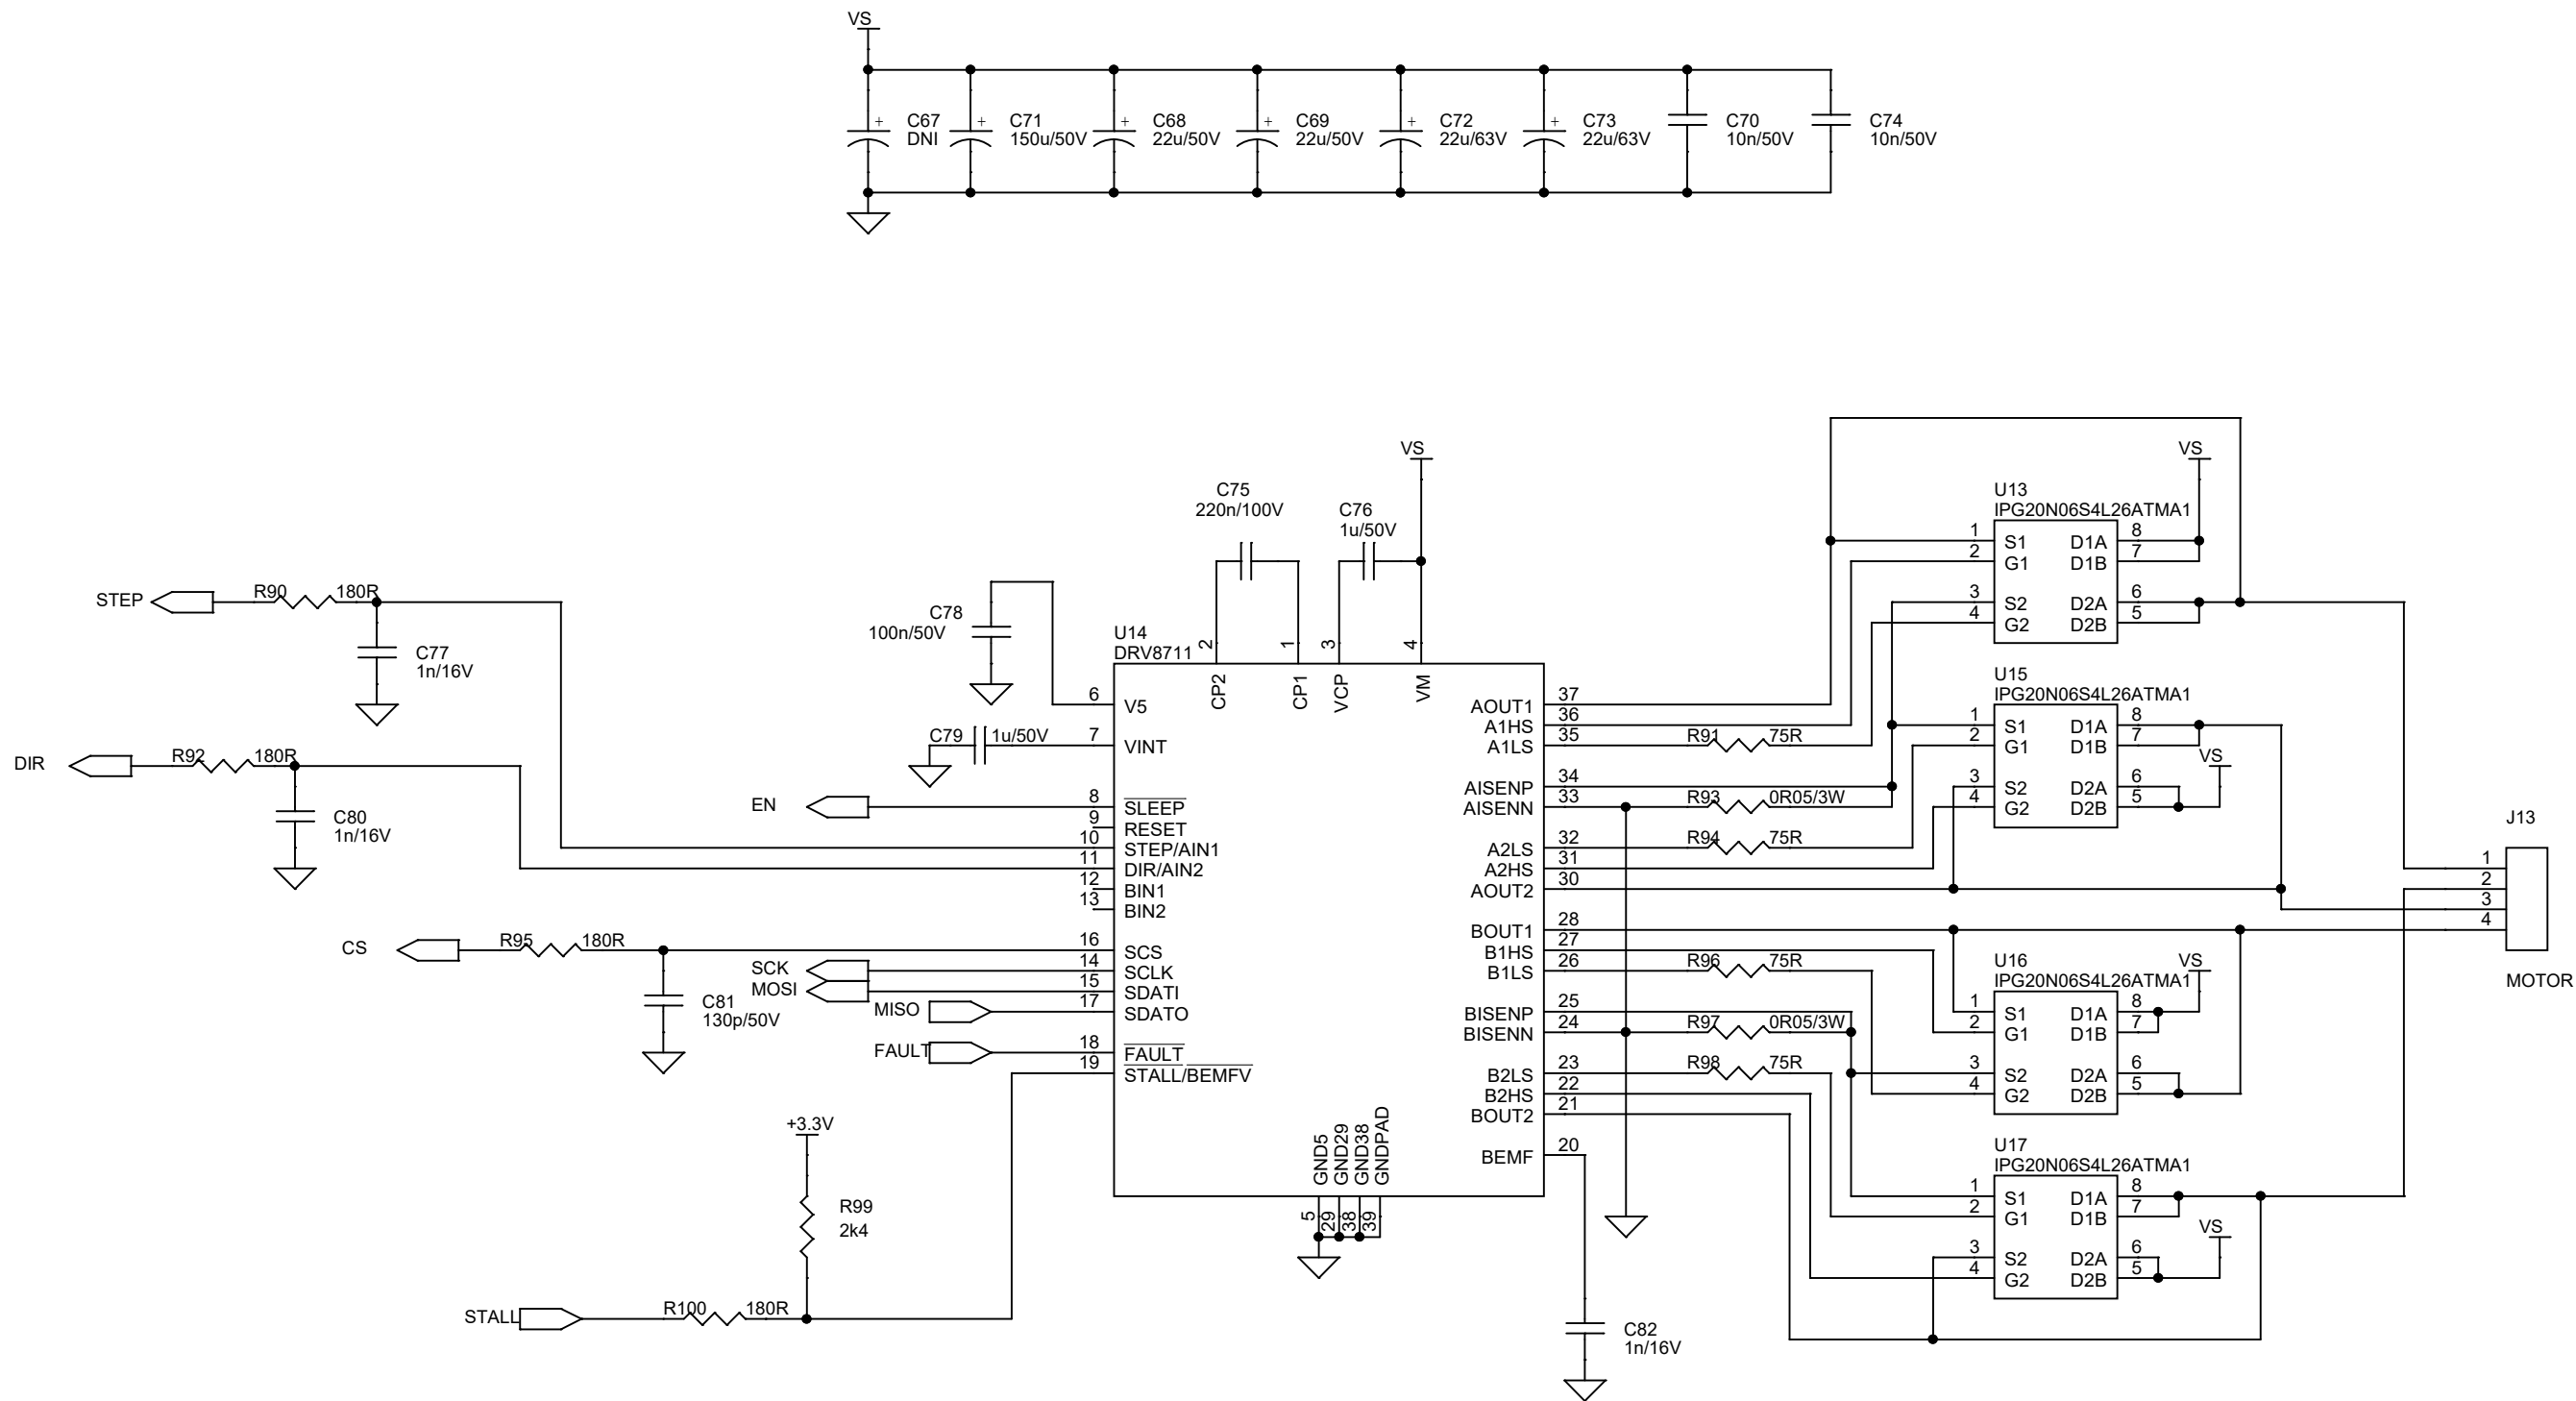 VS
C67
DNI
C71
150u/50V
C68
22u/50V
C69
22u/50V
C72
22u/63V
C73
22u/63V
C70
10n/50V
C74
10n/50V
+
+
+
+
+
+
VS
C75
220n/100V
C76
1u/50V
STEP
R90 180R
C77
1n/16V
DIR
R92 180R
C80
1n/16V
C78
100n/50V
C79 1u/50V
EN
CS
R95 180R
C81
130p/50V
SCK
MOSI
MISO
FAULT
+3.3V
R99
2k4
STALL
R100 180R
U14
DRV8711
2 CP2
1 CP1
3 VCP
4 VM
6 V5
7 VINT
8 SLEEP
9 RESET
10 STEP/AIN1
11 DIR/AIN2
12 BIN1
13 BIN2
16 SCS
14 SCLK
15 SDATI
17 SDATO
18 FAULT
19 STALL/BEMFV
5 GND5
29 GND29
38 GND38
39 GNDPAD
AOUT1 37
A1HS 36
A1LS 35
AISENP 34
AISENN 33
A2LS 32
A2HS 31
AOUT2 30
BOUT1 28
B1HS 27
B1LS 26
BISENP 25
BISENN 24
B2LS 23
B2HS 22
BOUT2 21
BEMF 20
R91 75R
R93 0R05/3W
R94 75R
R96 75R
R97 0R05/3W
R98 75R
C82
1n/16V
U13
IPG20N06S4L26ATMA1
VS
1 S1 D1A 8
2 G1 D1B 7
3 S2 D2A 6
4 G2 D2B 5
U15
IPG20N06S4L26ATMA1
1 S1 D1A 8
2 G1 D1B 7
VS
3 S2 D2A 6
4 G2 D2B 5
U16
IPG20N06S4L26ATMA1
VS
1 S1 D1A 8
2 G1 D1B 7
3 S2 D2A 6
4 G2 D2B 5
U17
IPG20N06S4L26ATMA1
1 S1 D1A 8
2 G1 D1B 7
VS
3 S2 D2A 6
4 G2 D2B 5
J13
1
2
3
4
MOTOR